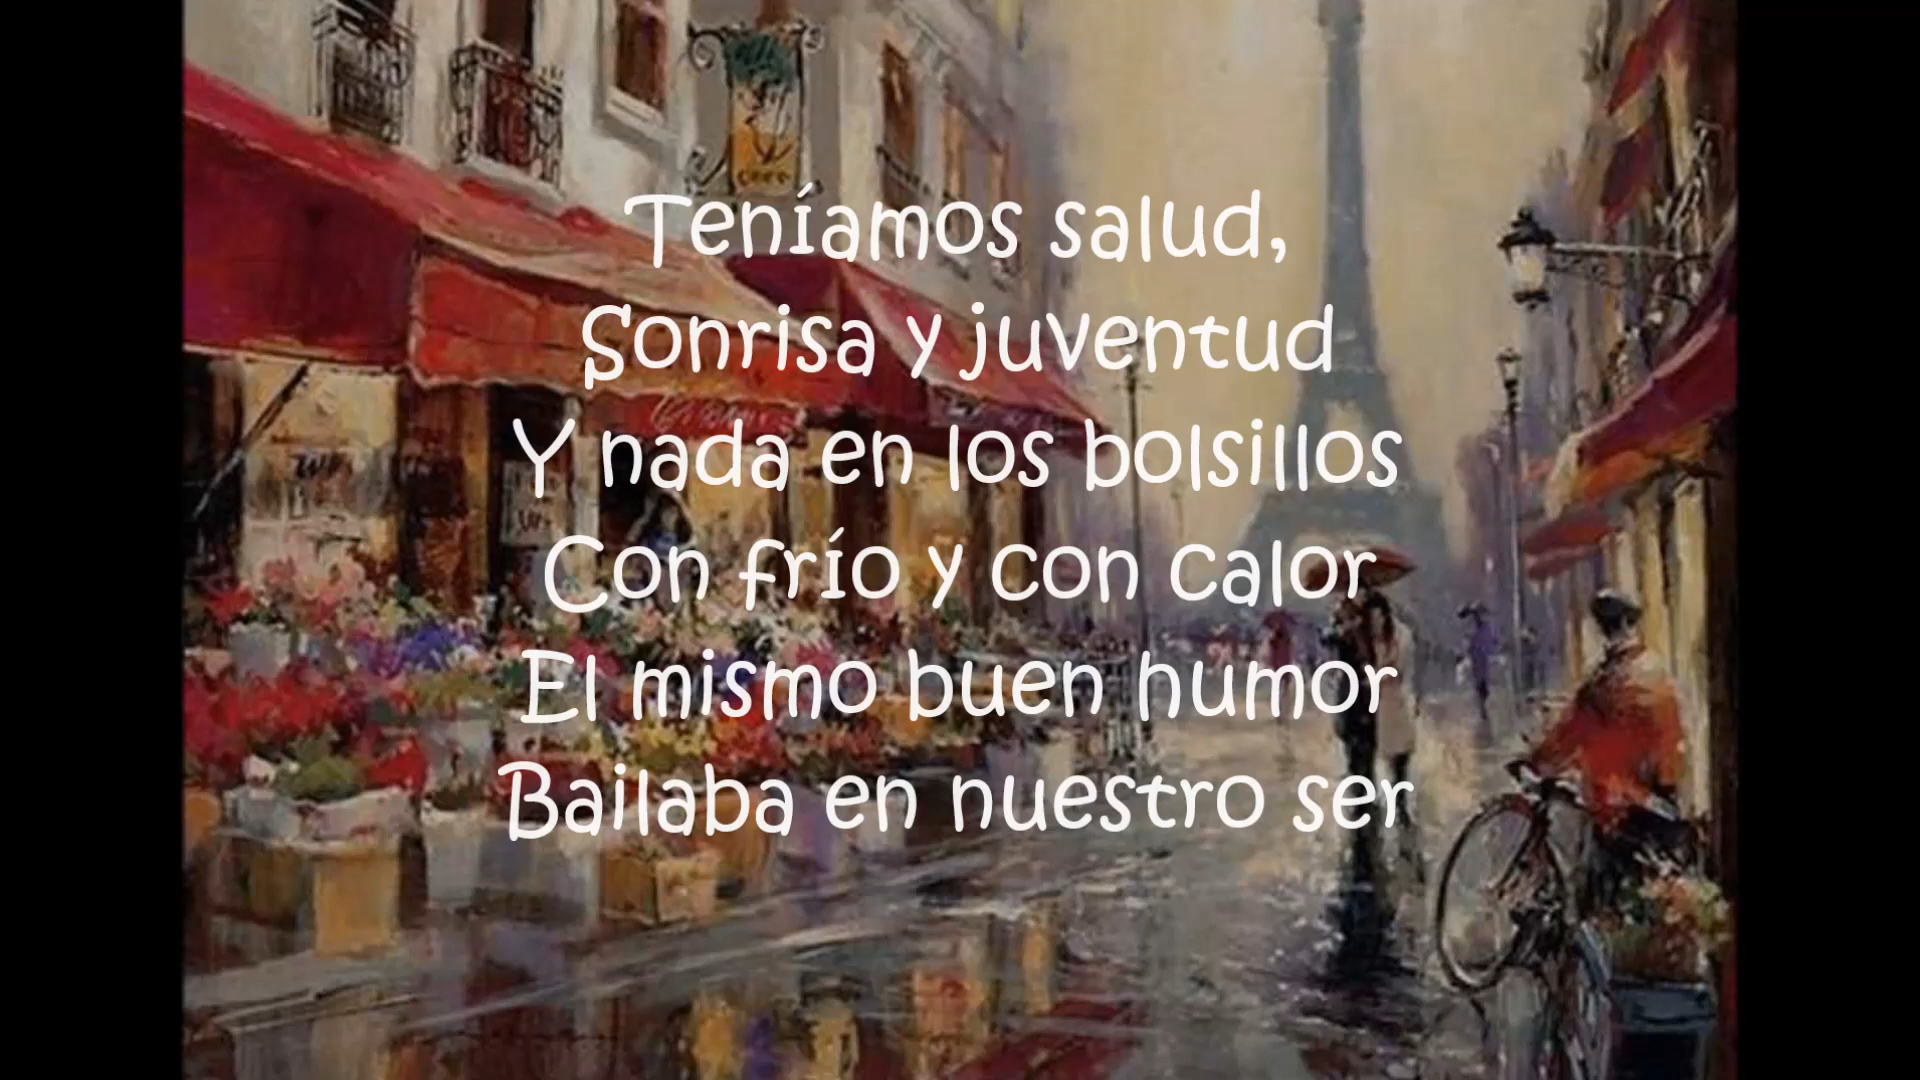 Teníamos salud,
Sonrisa y juventud
Y nada en los bolsillos
Con frío y con calor
El mismo buen humor
Bailaba en nuestro ser